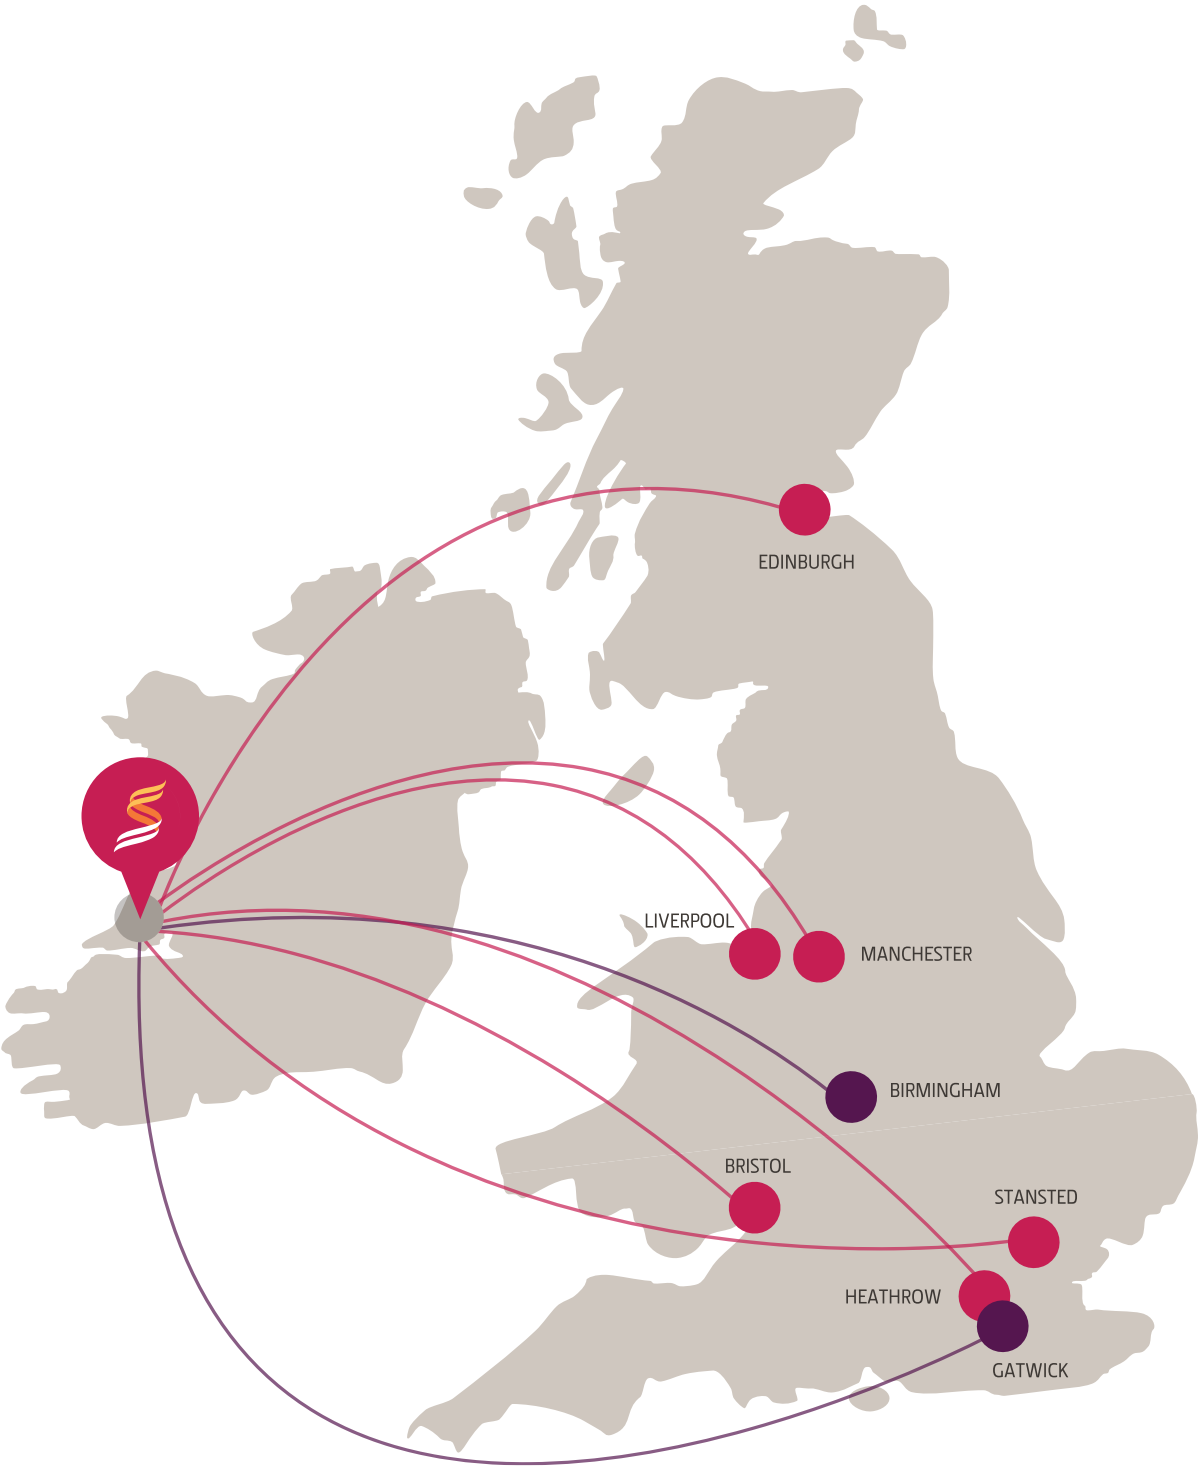 EDINBURGH
LIVERPOOL
MANCHESTER
BIRMINGHAM
BRISTOL
STANSTED
HEATHROW
GATWICK